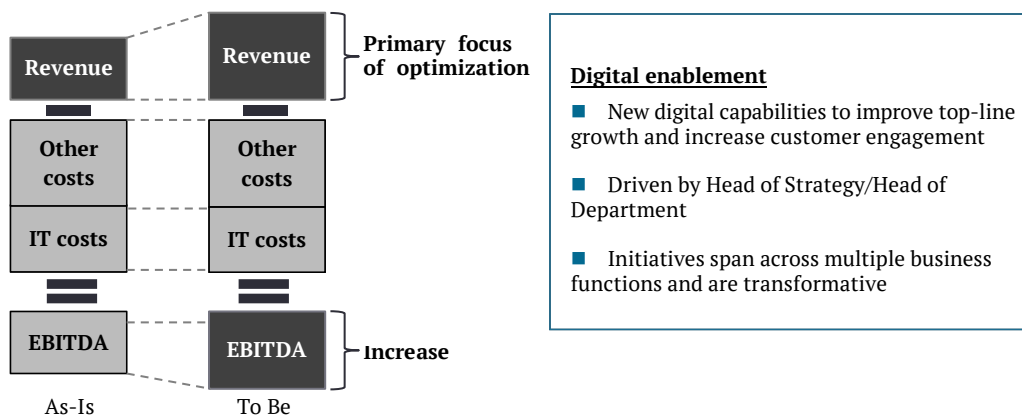 Revenue
Revenue
Primary focus
of optimization
Other
costs
Other
costs
IT costs
IT costs
EBITDA
EBITDA
Increase
As-Is
To Be
Digital enablement
■ New digital capabilities to improve top-line
growth and increase customer engagement
■ Driven by Head of Strategy/Head of
Department
■ Initiatives span across multiple business
functions and are transformative